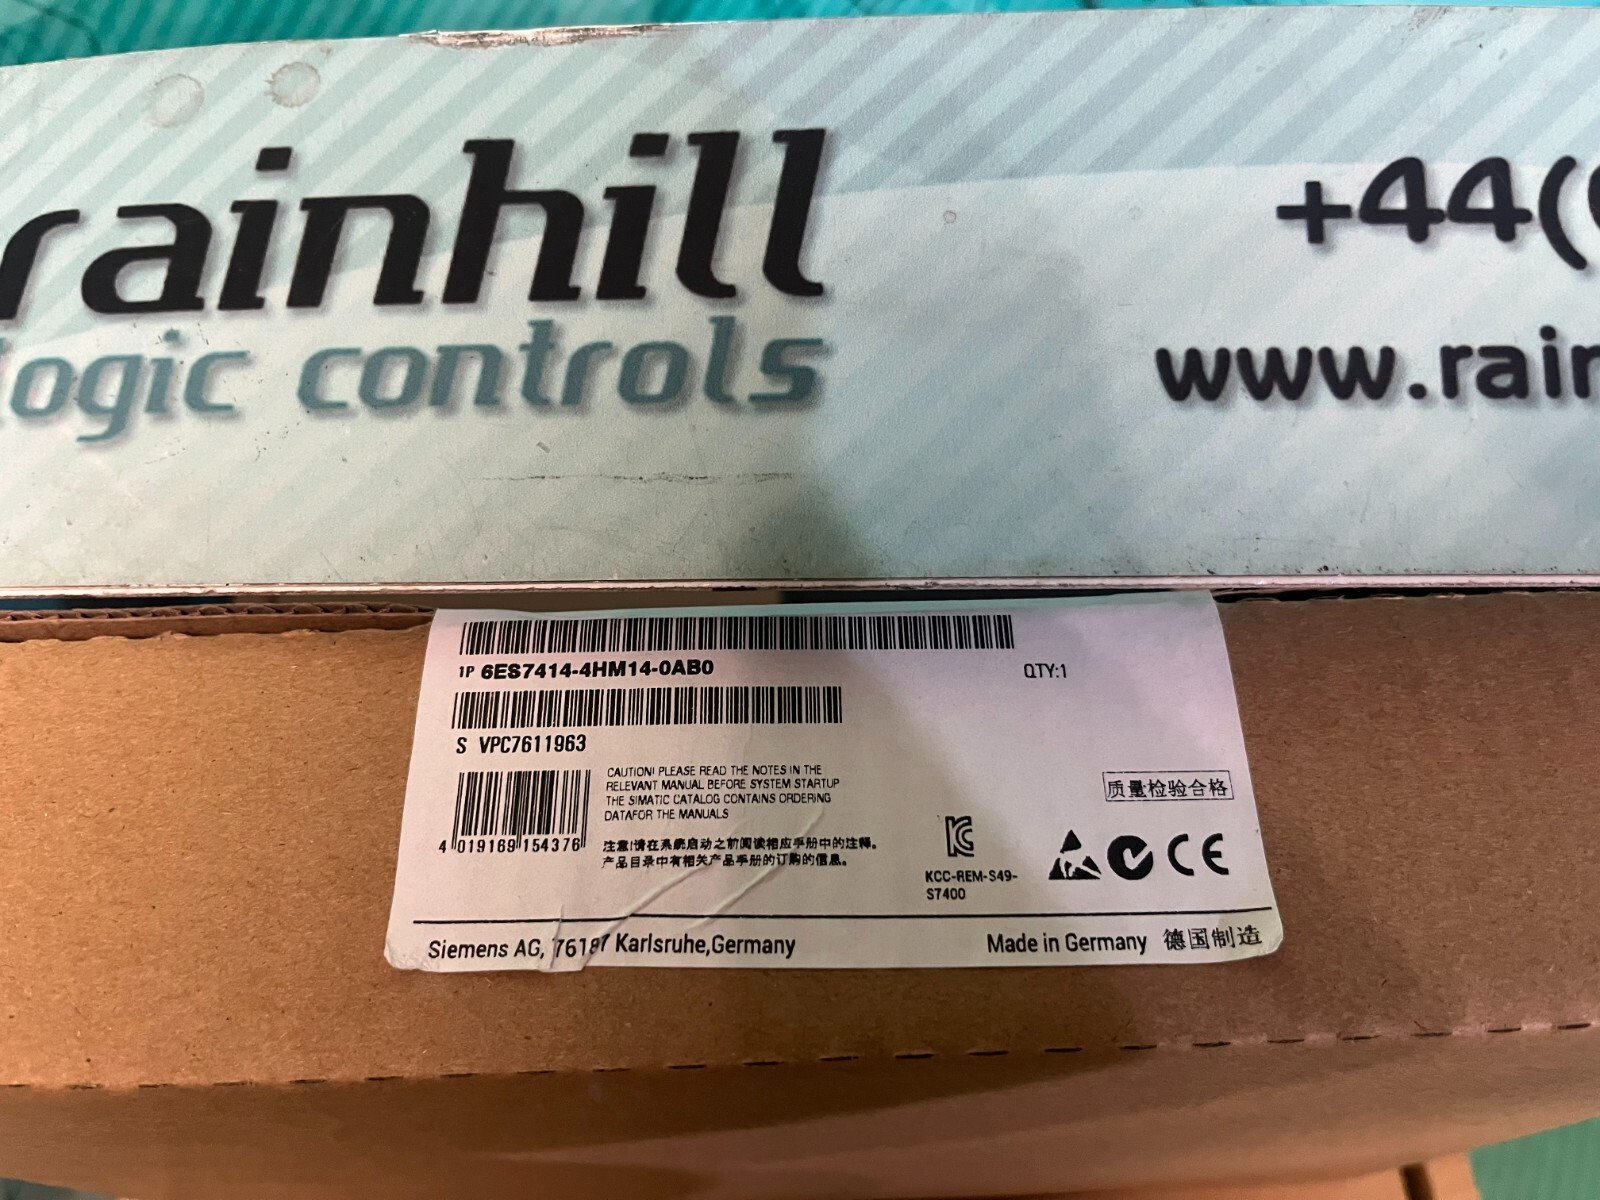 rainhill
logic controls
+44(
www.rain
1P 6ES7414-4HM14-0AB0
QTY:1
S VPC7611963
4 019169 154376
CAUTION! PLEASE READ THE NOTES IN THE
RELEVANT MANUAL BEFORE SYSTEM STARTUP
THE SIMATIC CATALOG CONTAINS ORDERING
DATAFOR THE MANUALS
注意!请在系统启动之前阅读相应手册中的注释。
产品目录中有相关产品手册的订购的信息。
质量检验合格
KCC-REM-S49-
S7400
CE
Siemens AG, 76187 Karlsruhe,Germany
Made in Germany 德国制造